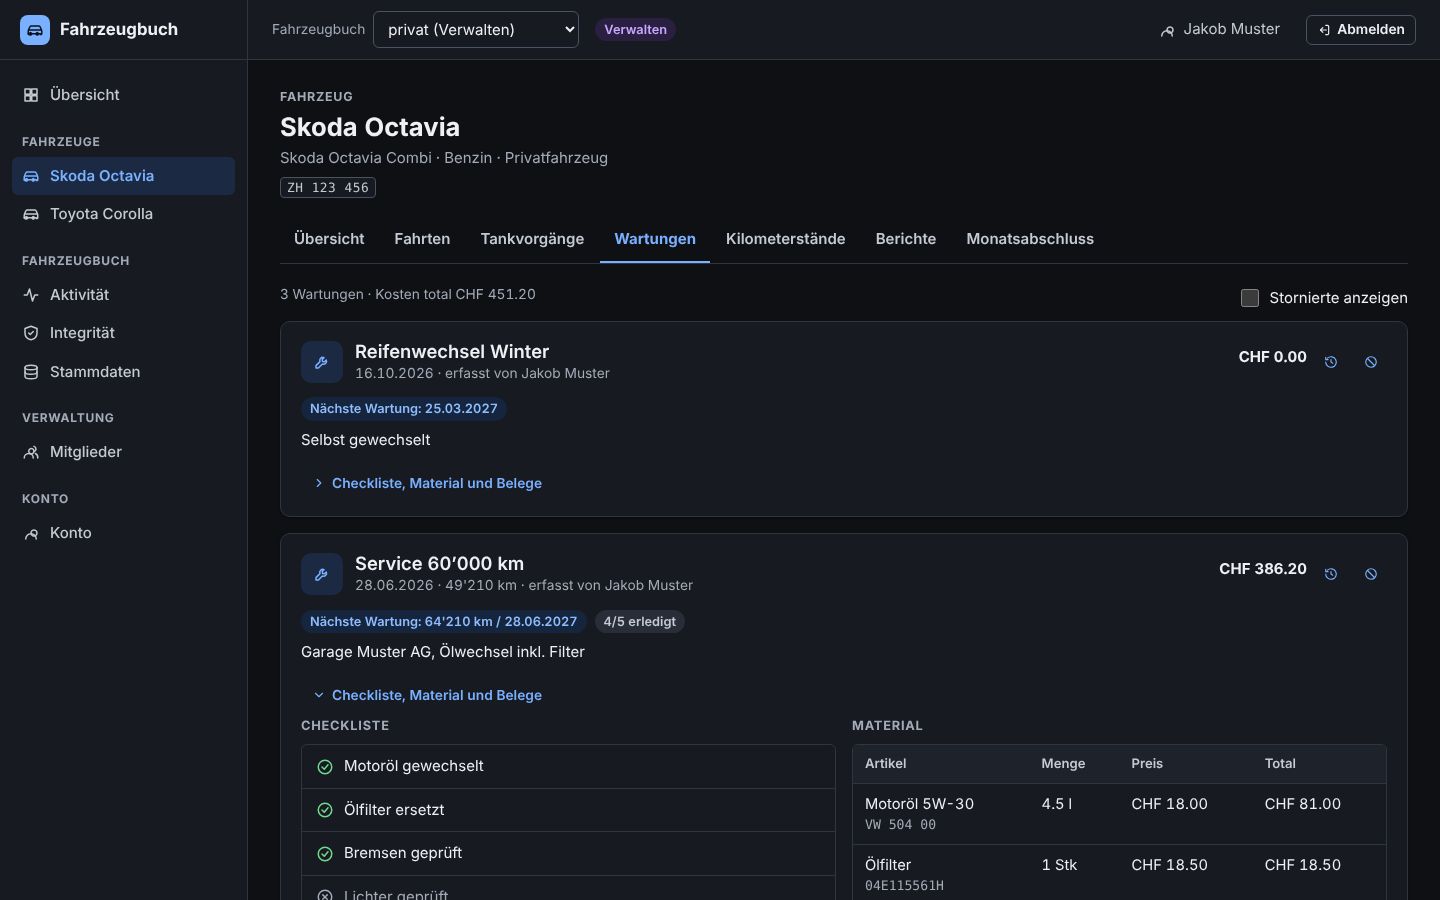 Fahrzeugbuch
Fahrzeugbuch privat (Verwalten) Verwalten
Jakob Muster Abmelden
Übersicht
FAHRZEUGE
Skoda Octavia
Toyota Corolla
FAHRZEUGBUCH
Aktivität
Integrität
Stammdaten
VERWALTUNG
Mitglieder
KONTO
Konto
FAHRZEUG
Skoda Octavia
Skoda Octavia Combi · Benzin · Privatfahrzeug
ZH 123 456
Übersicht Fahrten Tankvorgänge Wartungen Kilometerstände Berichte Monatsabschluss
3 Wartungen · Kosten total CHF 451.20
Stornierte anzeigen
Reifenwechsel Winter
CHF 0.00
16.10.2026 · erfasst von Jakob Muster
Nächste Wartung: 25.03.2027
Selbst gewechselt
Checkliste, Material und Belege
Service 60’000 km
CHF 386.20
28.06.2026 · 49'210 km · erfasst von Jakob Muster
Nächste Wartung: 64'210 km / 28.06.2027 4/5 erledigt
Garage Muster AG, Ölwechsel inkl. Filter
Checkliste, Material und Belege
CHECKLISTE
Motoröl gewechselt
Ölfilter ersetzt
Bremsen geprüft
Lichter geprüft
MATERIAL
Artikel Menge Preis Total
Motoröl 5W-30 4.5 l CHF 18.00 CHF 81.00
VW 504 00
Ölfilter 1 Stk CHF 18.50 CHF 18.50
04E115561H